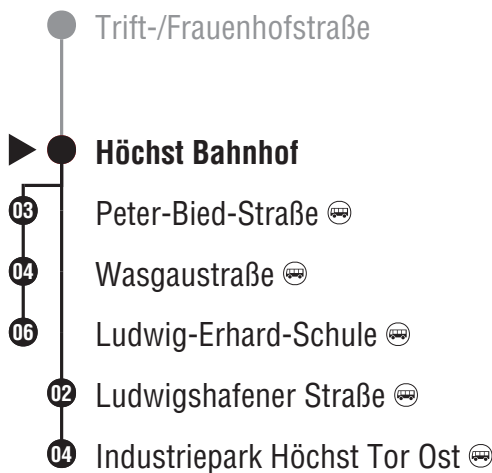 Trift-/Frauenhofstraße
Höchst Bahnhof
03 Peter-Bied-Straße
04 Wasgaustraße
06 Ludwig-Erhard-Schule
02 Ludwigshafener Straße
04 Industriepark Höchst Tor Ost